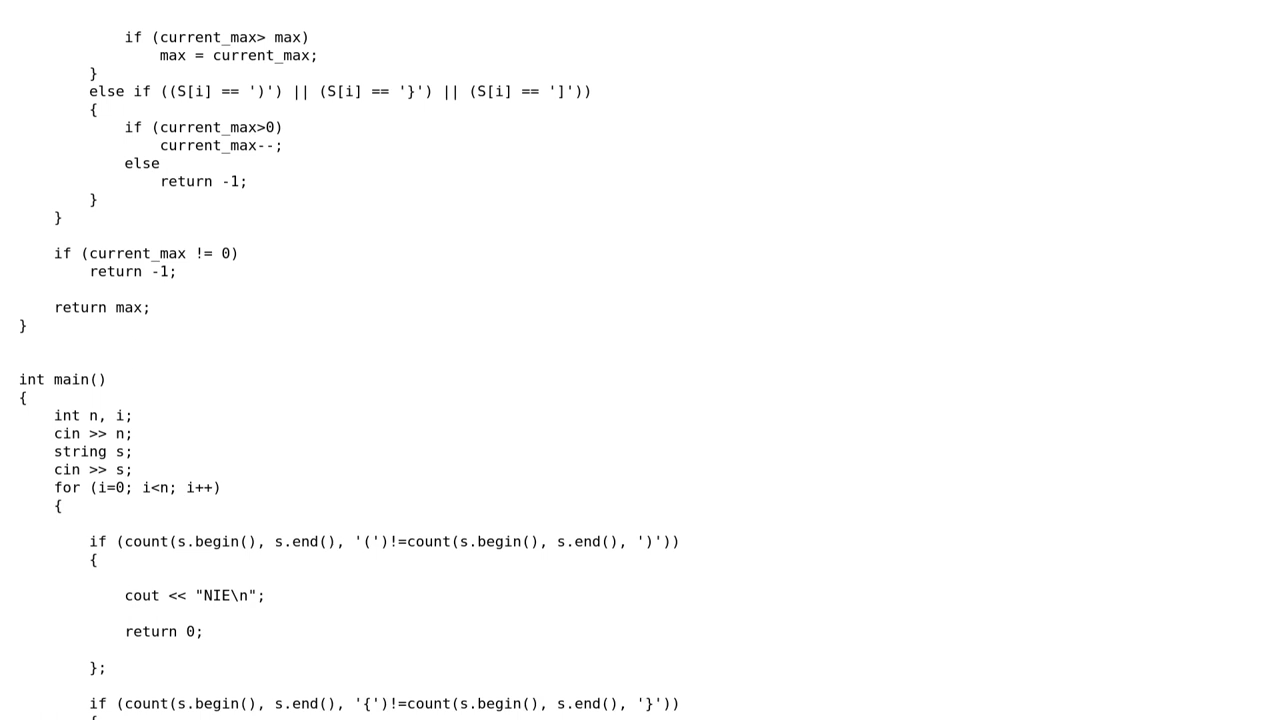 if (current_max> max)
                max = current_max;
        }
        else if ((S[i] == ')') || (S[i] == '}') || (S[i] == ']'))
        {
            if (current_max>0)
                current_max--;
            else
                return -1;
        }
    }

    if (current_max != 0)
        return -1;

    return max;
}


int main()
{
    int n, i;
    cin >> n;
    string s;
    cin >> s;
    for (i=0; i<n; i++)
    {

        if (count(s.begin(), s.end(), '(')!=count(s.begin(), s.end(), ')'))
        {

            cout << "NIE\n";

            return 0;

        };

        if (count(s.begin(), s.end(), '{')!=count(s.begin(), s.end(), '}'))
        {